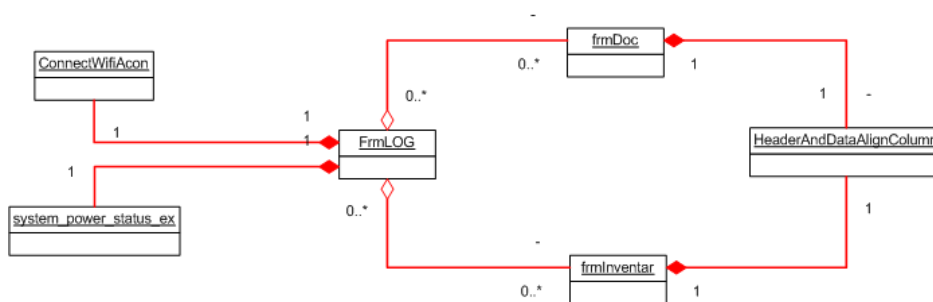 -
frmDoc
-
ConnectWifiAcon
0..*
1
0..*
1
1
1
FrmLOG
1
HeaderAndDataAlignColumn
1
system_power_status_ex
0..*
1
-
frmInventar
0..*
1